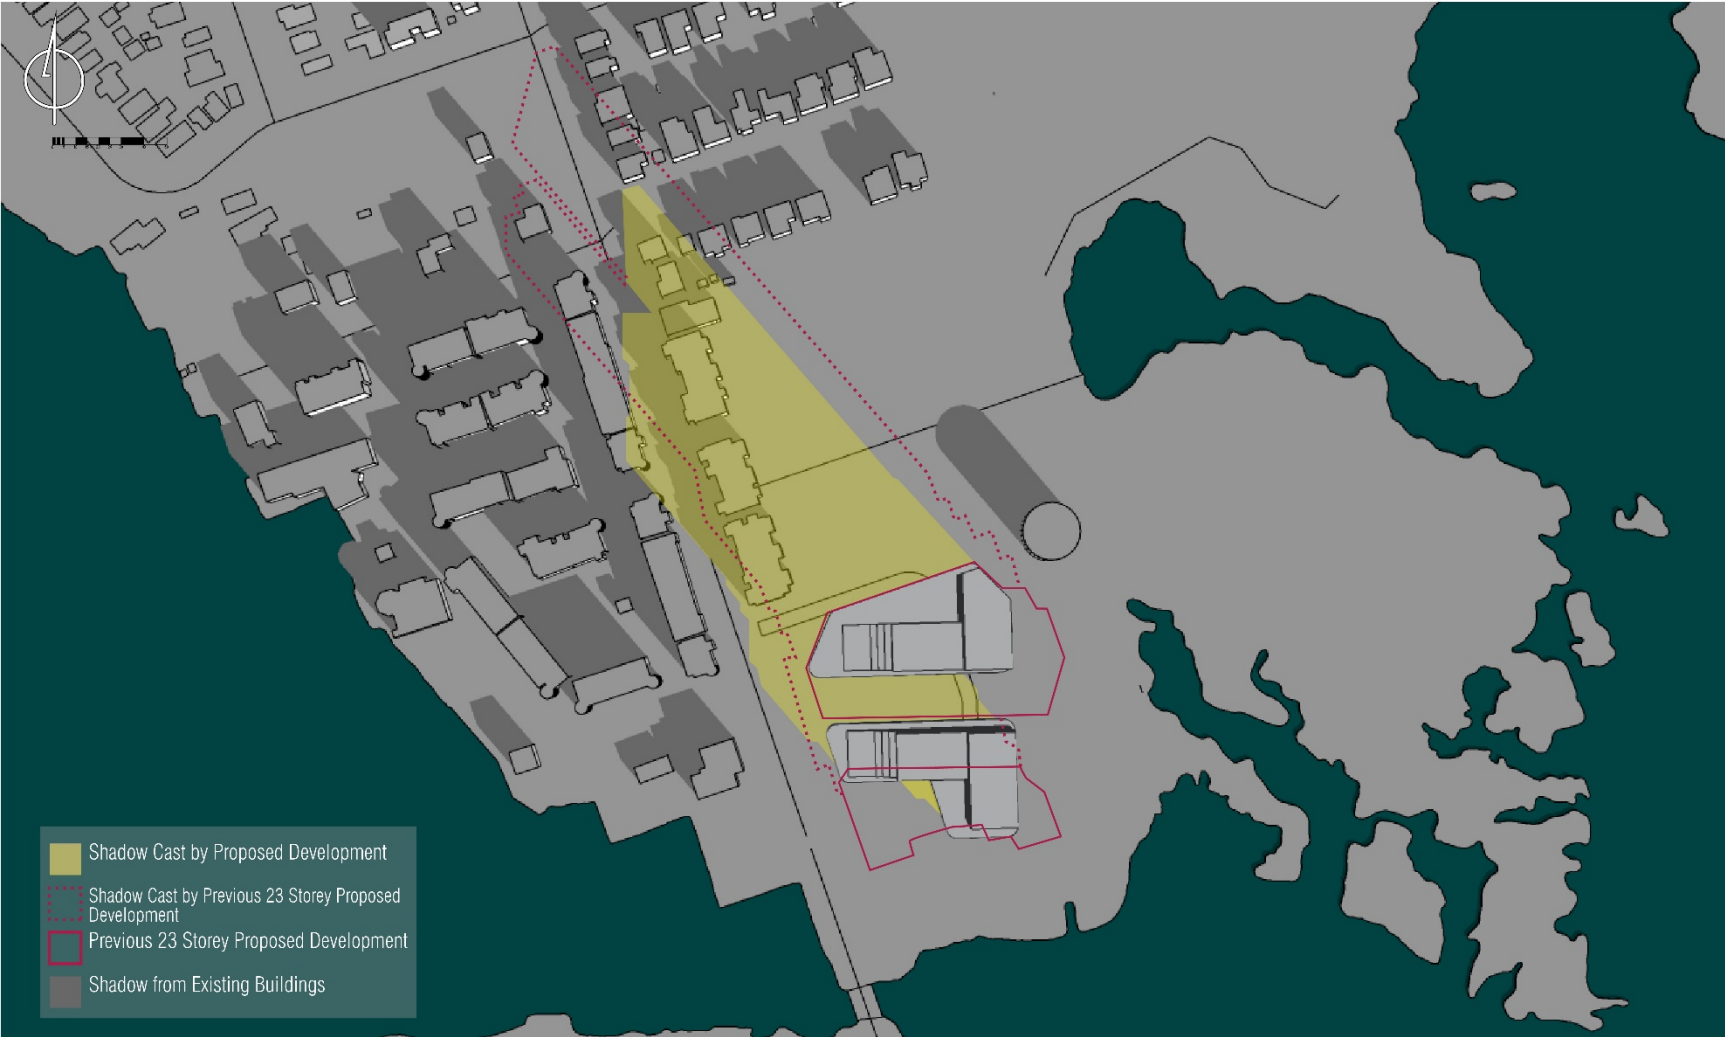 Shadow Cast by Proposed Development
Shadow Cast by Previous 23 Storey Proposed
Development
Previous 23 Storey Proposed Development
Shadow from Existing Buildings